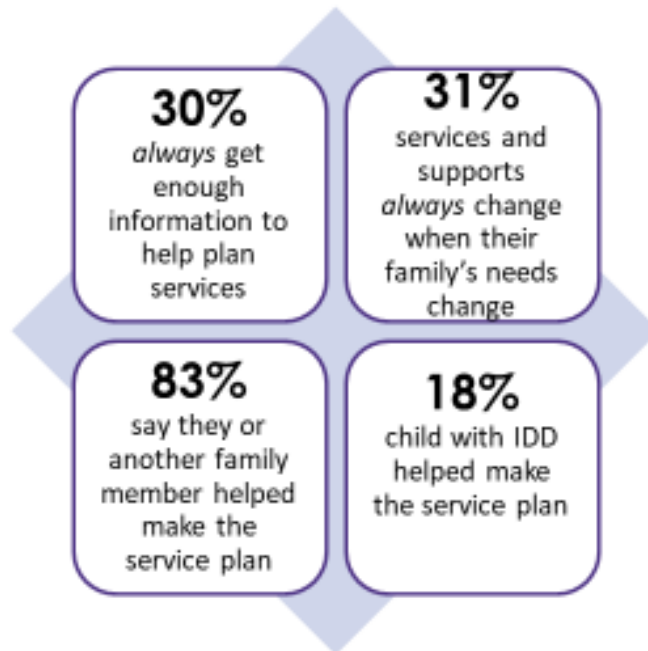 30%
always get
enough
information to
help plan
services
31%
services and
supports
always change
when their
family's needs
change
83%
say they or
another family
member helped
make the
service plan
18%
child with IDD
helped make
the service plan